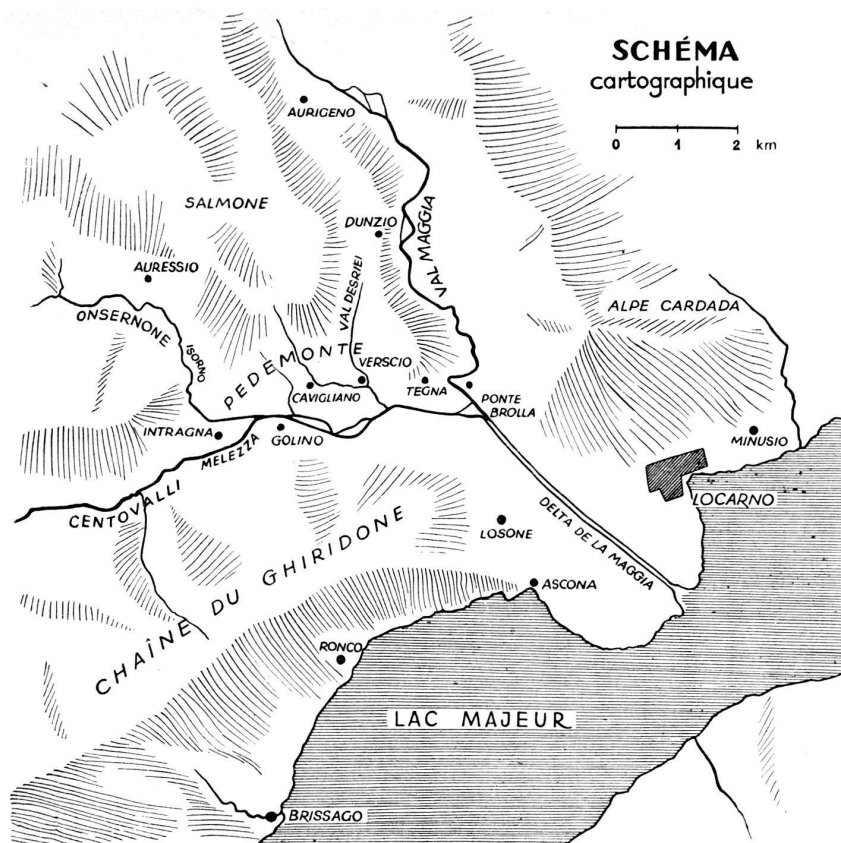 SCHÉMA
cartographique
0 1 2 km
AURIGENO
SALMONE
DUNZIO
VAL MAGGIA
AURESSIO
VAL DESRIEI
ONSERNONE
ISORNO
ALPE CARDADA
PEDEMONTE
VERSCIO
CAVIGLIANO
TEGNA
PONTE
BROLLA
INTRAGNA
GOLINO
MELEZZA
MINUSIO
CENTOVALLI
LOCARNO
LOSONE
DELTA DE LA MAGGIA
CHAÎNE DU GHIRIDONE
ASCONA
RONCO
LAC MAJEUR
BRISSAGO